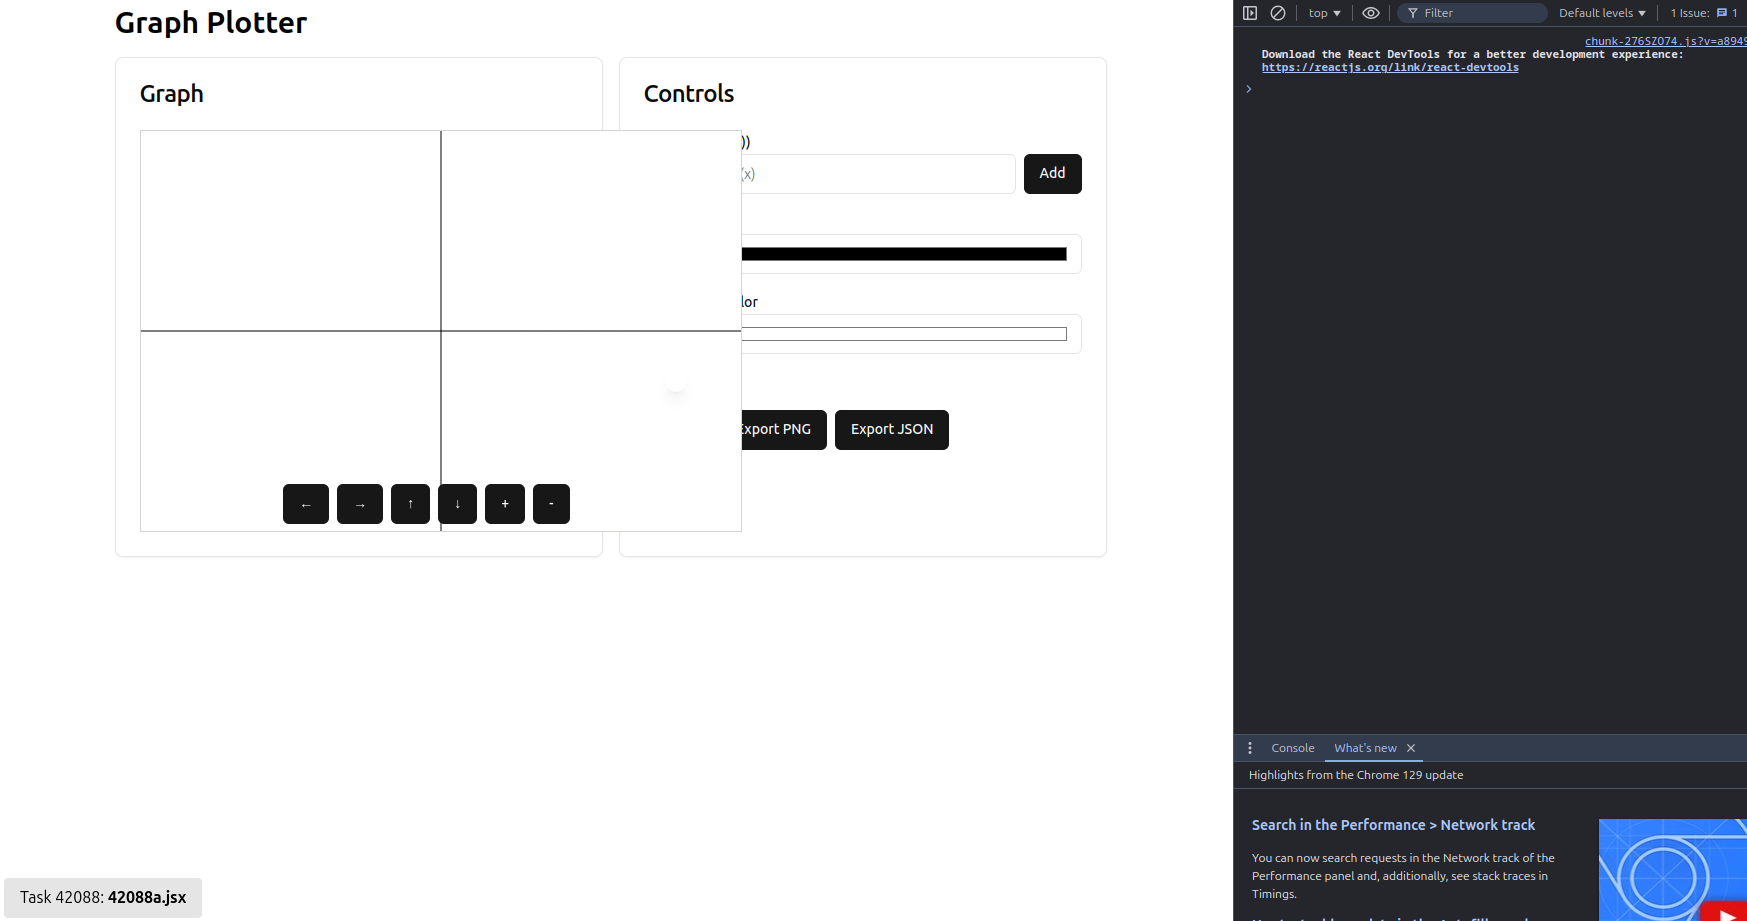 Graph Plotter
Graph
Controls
))
(x)
Add
lor
Export PNG
Export JSON
←
→
↑
↓
+
-
Task 42088: 42088a.jsx
top
Filter
Default levels
1 Issue:
1
chunk-276SZO74.js?v=a8949
Download the React DevTools for a better development experience:
https://reactjs.org/link/react-devtools
Console
What's new
Highlights from the Chrome 129 update
Search in the Performance > Network track
You can now search requests in the Network track of the
Performance panel and, additionally, see stack traces in
Timings.